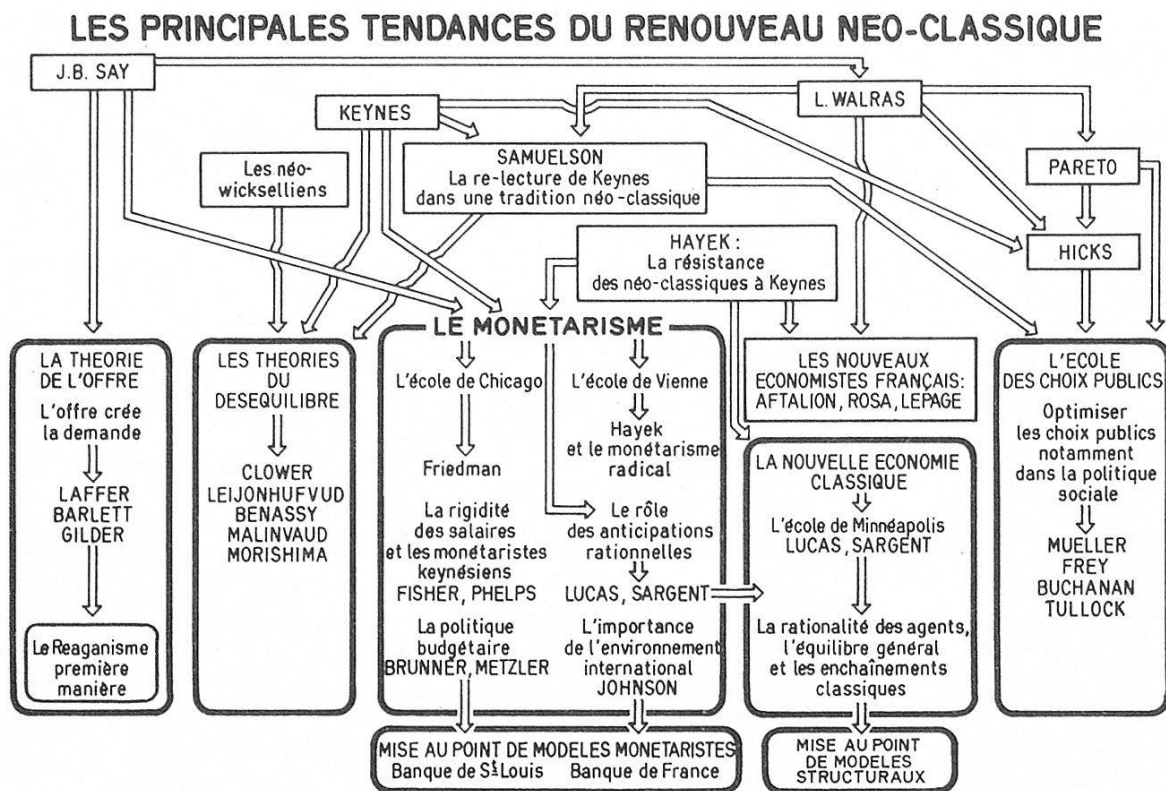 LES PRINCIPALES TENDANCES DU RENOUVEAU NEO-CLASSIQUE
J.B. SAY
KEYNES
L. WALRAS
Les néo-
wickselliens
SAMUELSON
La re-lecture de Keynes
dans une tradition néo-classique
PARETO
HAYEK :
La résistance
des néo-classiques à Keynes
HICKS
LA THEORIE
DE L'OFFRE
L'offre crée
la demande
LAFFER
BARLETT
GILDER
Le Reaganisme
première
manière
LES THEORIES
DU
DESEQUILIBRE
CLOWER
LEIJONHUFVUD
BENASSY
MALINVAUD
MORISHIMA
LE MONETARISME
L'école de Chicago
Friedman
La rigidité
des salaires
et les monétaristes
keynésiens
FISHER, PHELPS
La politique
budgétaire
BRUNNER, METZLER
L'école de Vienne
Hayek
et le monétarisme
radical
Le rôle
des anticipations
rationnelles
LUCAS, SARGENT
L'importance
de l'environnement
international
JOHNSON
MISE AU POINT DE MODELES MONETARISTES
Banque de St Louis Banque de France
LES NOUVEAUX
ECONOMISTES FRANÇAIS:
AFTALION, ROSA, LEPAGE
LA NOUVELLE ECONOMIE
CLASSIQUE
L'école de Minnéapolis
LUCAS, SARGENT
La rationalité des agents,
l'équilibre général
et les enchaînements
classiques
MISE AU POINT
DE MODELES
STRUCTURAUX
L'ECOLE
DES CHOIX PUBLICS
Optimiser
les choix publics
notamment
dans la politique
sociale
MUELLER
FREY
BUCHANAN
TULLOCK